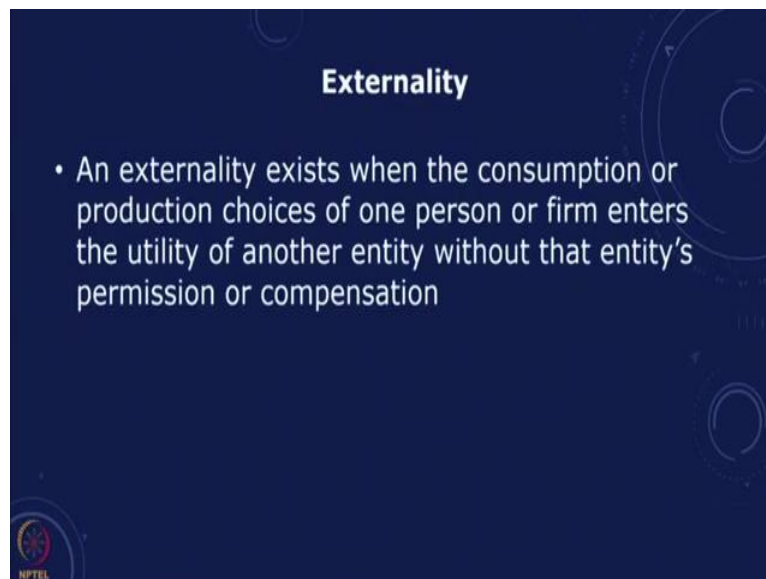 Externality
• An externality exists when the consumption or
production choices of one person or firm enters
the utility of another entity without that entity's
permission or compensation
NPTEL